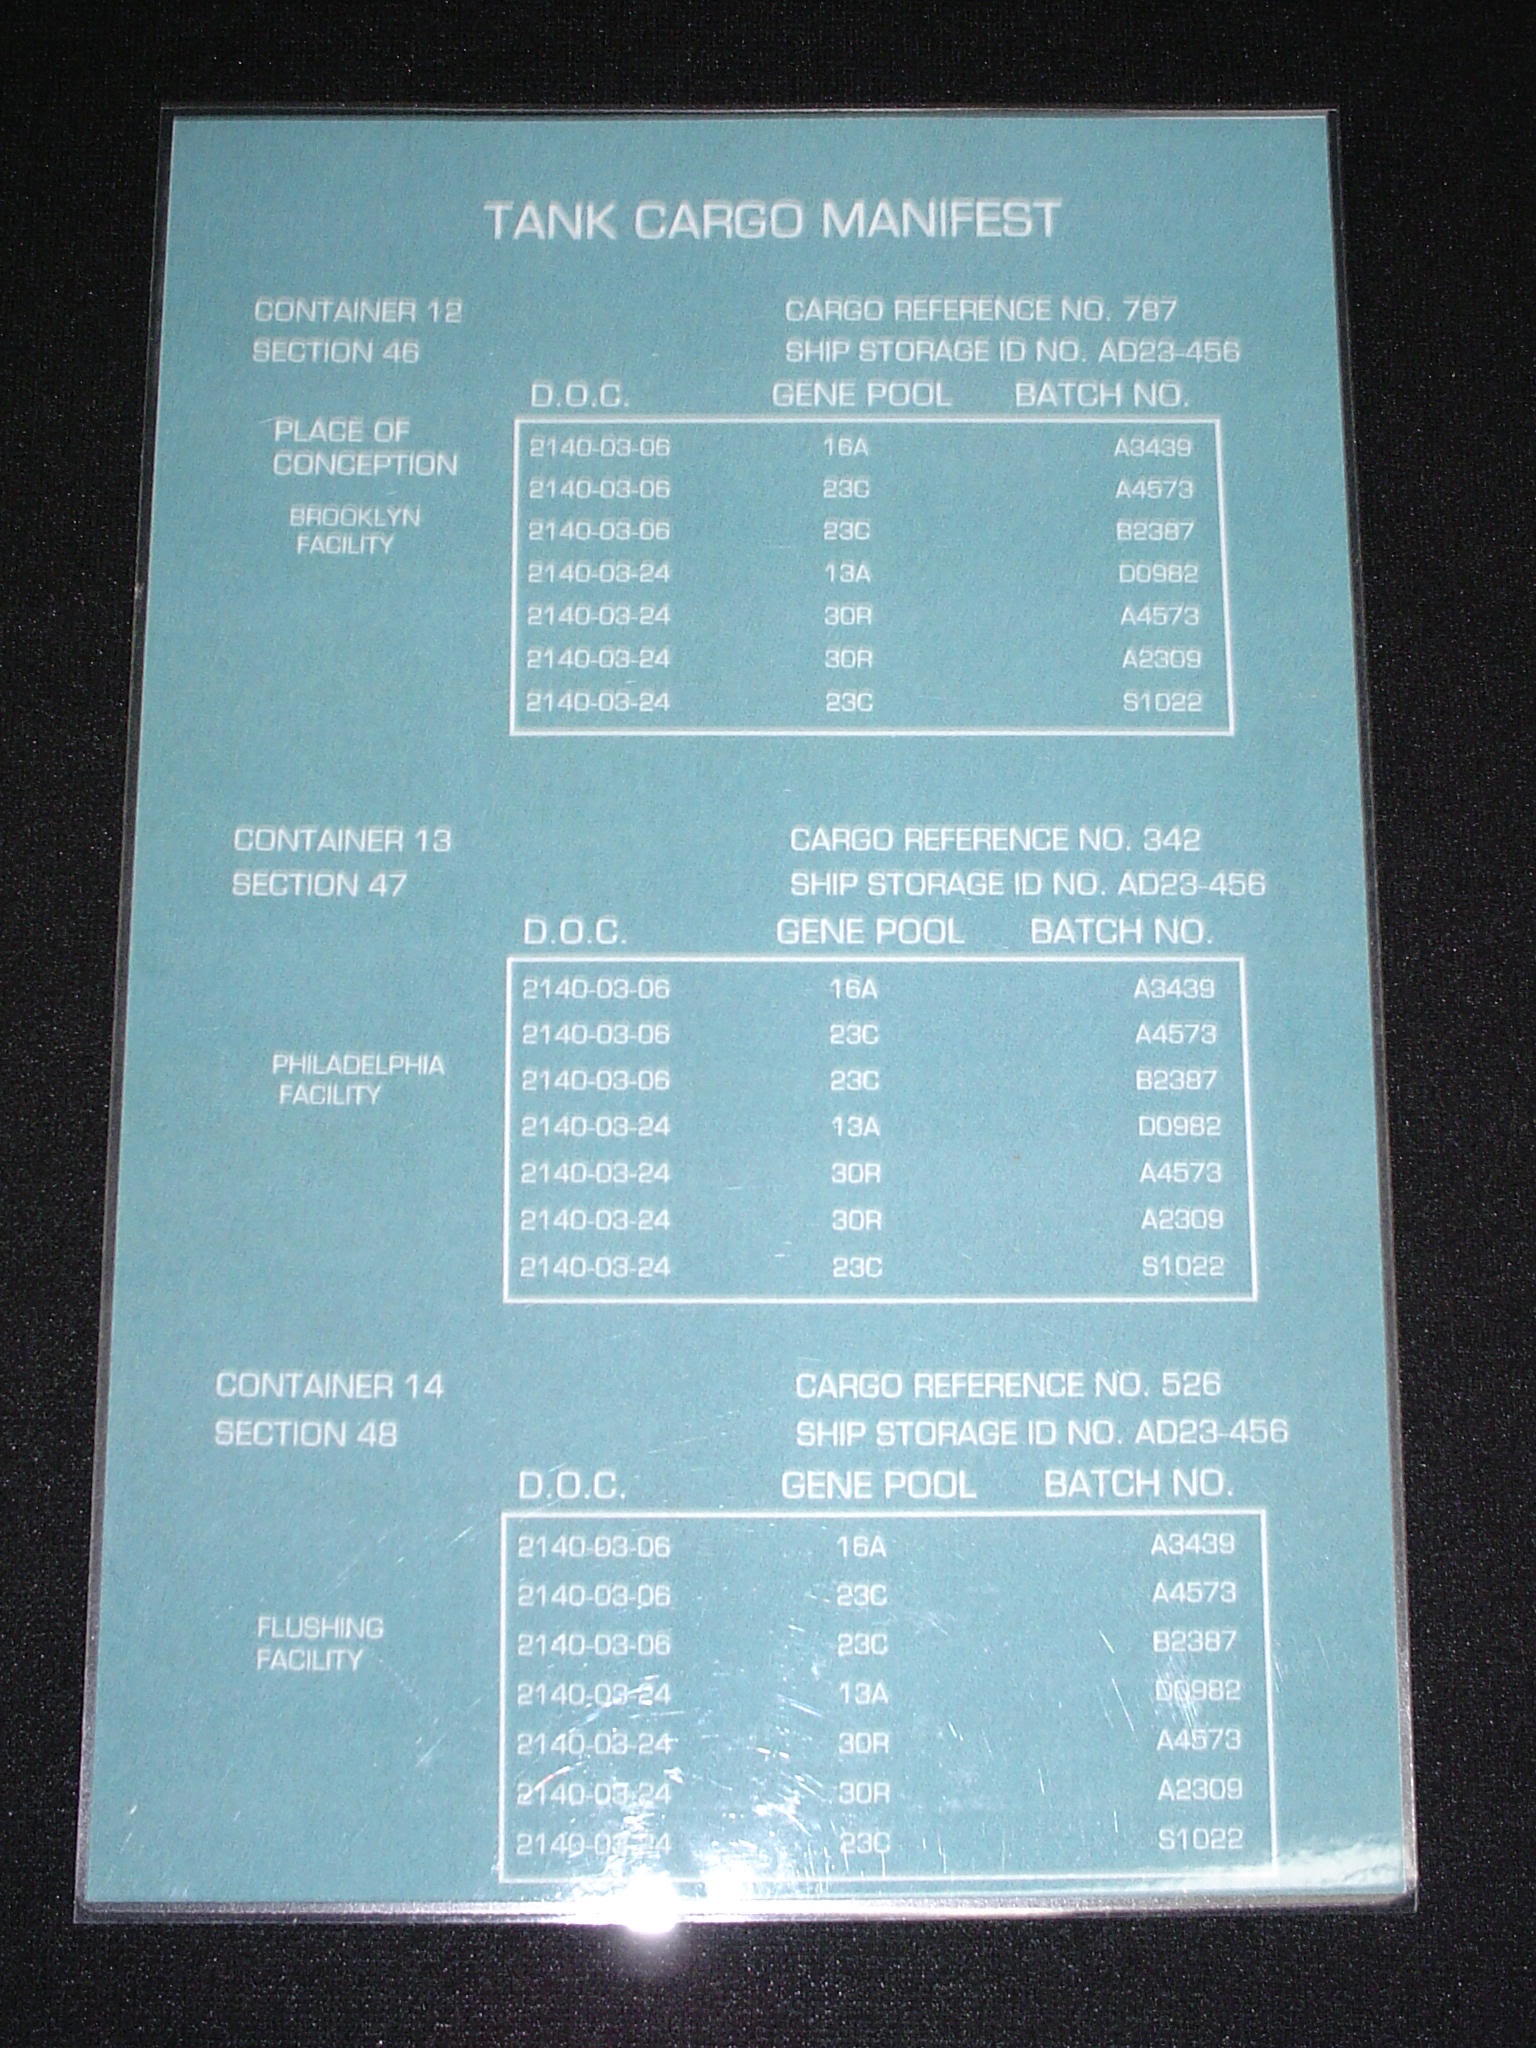 TANK CARGO MANIFEST
CONTAINER 12 CARGO REFERENCE NO. 787
SECTION 46 SHIP STORAGE ID NO. AD23-456
D.O.C. GENE POOL BATCH NO.
PLACE OF
CONCEPTION
BROOKLYN
FACILITY
2140-03-06 16A A3439
2140-03-06 23C A4573
2140-03-06 23C B2387
2140-03-24 13A D0982
2140-03-24 30R A4573
2140-03-24 30R A2309
2140-03-24 23C S1022
CONTAINER 13 CARGO REFERENCE NO. 342
SECTION 47 SHIP STORAGE ID NO. AD23-456
D.O.C. GENE POOL BATCH NO.
PHILADELPHIA
FACILITY
2140-03-06 16A A3439
2140-03-06 23C A4573
2140-03-06 23C B2387
2140-03-24 13A D0982
2140-03-24 30R A4573
2140-03-24 30R A2309
2140-03-24 23C S1022
CONTAINER 14 CARGO REFERENCE NO. 526
SECTION 48 SHIP STORAGE ID NO. AD23-456
D.O.C. GENE POOL BATCH NO.
FLUSHING
FACILITY
2140-03-06 16A A3439
2140-03-06 23C A4573
2140-03-06 23C B2387
2140-03-24 13A D0982
2140-03-24 30R A4573
2140-03-24 30R A2309
2140-03-24 23C S1022